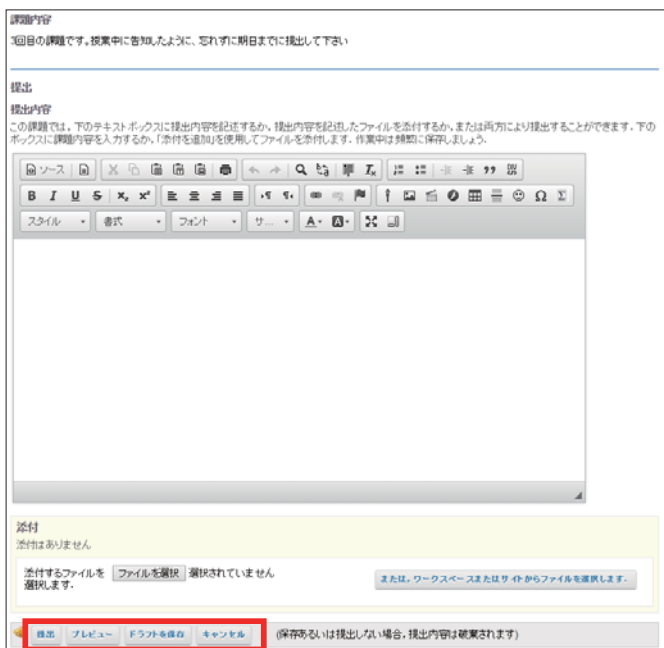 課題内容
3回目の課題です。授業中に告知したように、忘れずに期日までに提出して下さい
提出
提出内容
この課題では、下のテキストボックスに提出内容を記述するか、提出内容を記述したファイルを添付するか、または両方により提出することができます。下の
ボックスに課題内容を入力するか、「添付を追加」を使用してファイルを添付します。作業中は頻繁に保存しましょう。
ソース
B I U S x₂ x²
スタイル 書式 フォント サ... A A
添付
添付はありません
添付するファイルを ファイルを選択 選択されていません
選択します.
または、ワークスペースまたはサイトからファイルを選択します.
提出 プレビュー ドラフトを保存 キャンセル (保存あるいは提出しない場合、提出内容は破棄されます)